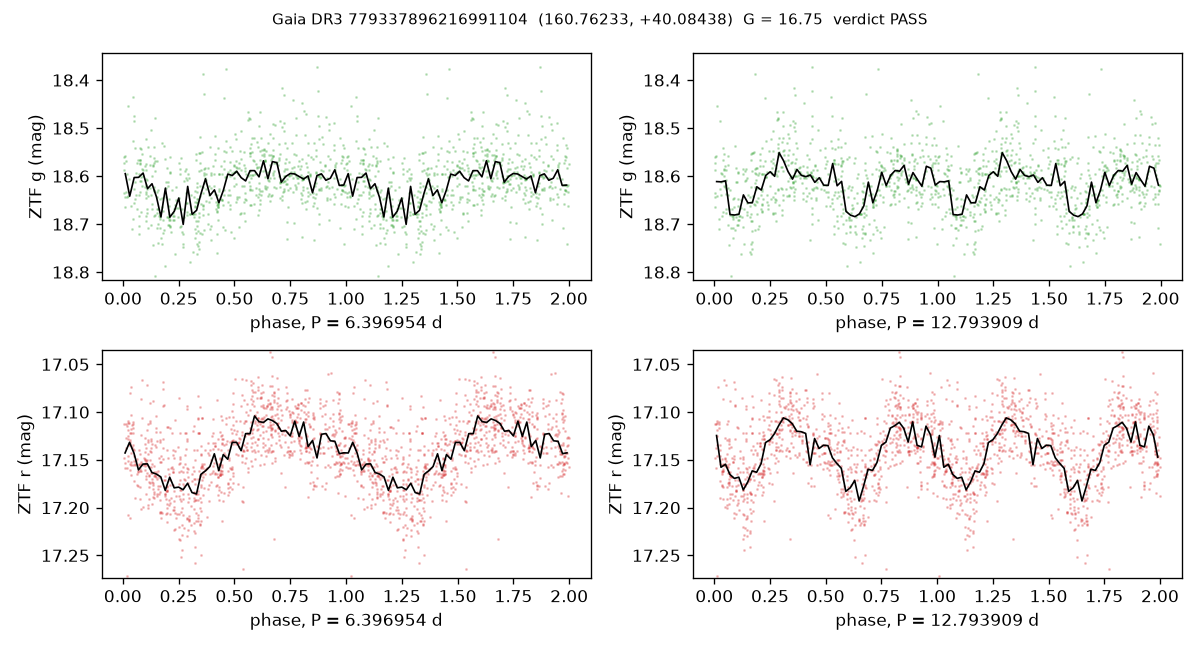 Gaia DR3 779337896216991104  (160.76233, +40.08438)  G = 16.75  verdict PASS
ZTF g (mag)
18.4
18.5
18.6
18.7
18.8
0.00 0.25 0.50 0.75 1.00 1.25 1.50 1.75 2.00
phase, P = 6.396954 d
ZTF g (mag)
18.4
18.5
18.6
18.7
18.8
0.00 0.25 0.50 0.75 1.00 1.25 1.50 1.75 2.00
phase, P = 12.793909 d
ZTF r (mag)
17.05
17.10
17.15
17.20
17.25
0.00 0.25 0.50 0.75 1.00 1.25 1.50 1.75 2.00
phase, P = 6.396954 d
ZTF r (mag)
17.05
17.10
17.15
17.20
17.25
0.00 0.25 0.50 0.75 1.00 1.25 1.50 1.75 2.00
phase, P = 12.793909 d